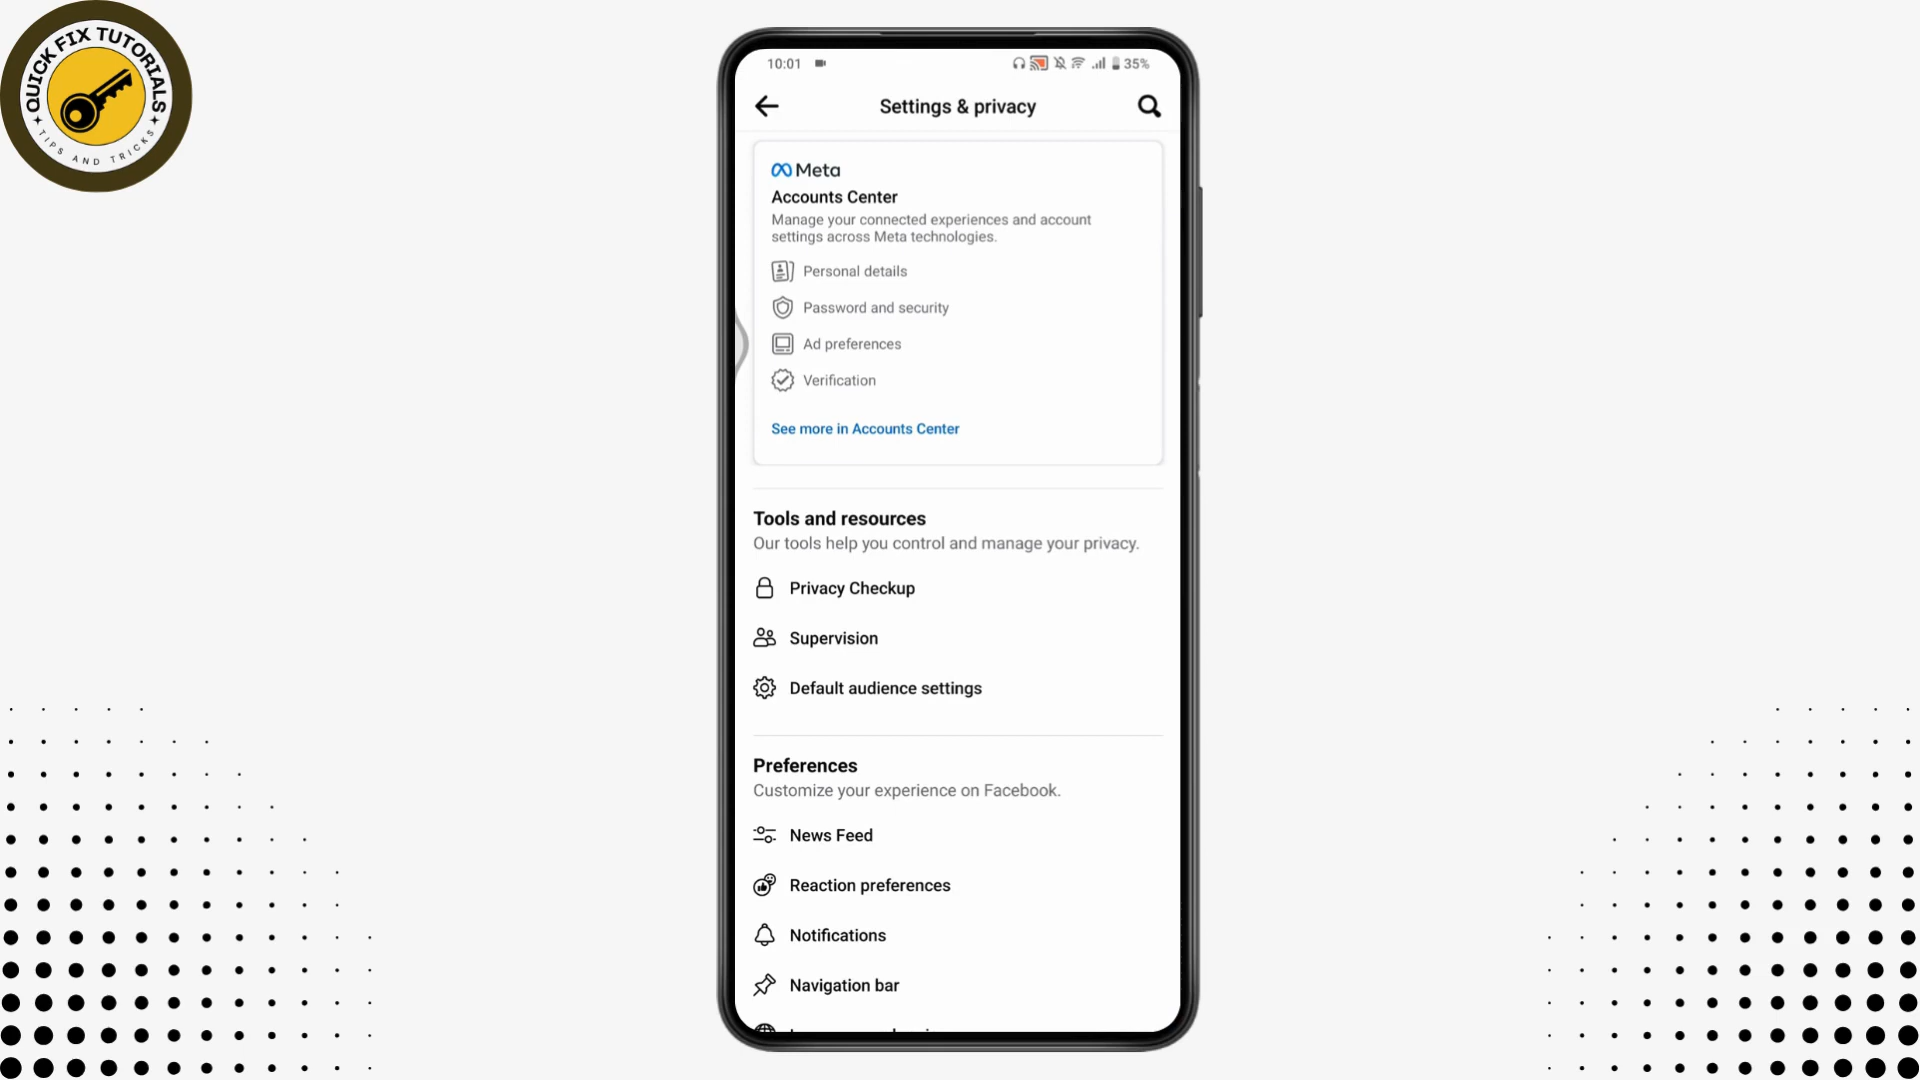 QUICK FIX TUTORIALS
TIPS AND TRICKS
10:01
35%
Settings & privacy
Meta
Accounts Center
Manage your connected experiences and account
settings across Meta technologies.
Personal details
Password and security
Ad preferences
Verification
See more in Accounts Center
Tools and resources
Our tools help you control and manage your privacy.
Privacy Checkup
Supervision
Default audience settings
Preferences
Customize your experience on Facebook.
News Feed
Reaction preferences
Notifications
Navigation bar